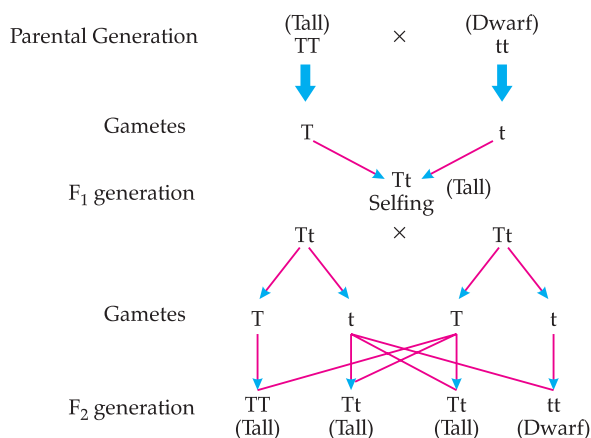 (Tall) (Dwarf)
Parental Generation TT × tt
Gametes T t
F₁ generation Tt (Tall)
Selfing
Tt × Tt
Gametes T t T t
F₂ generation TT Tt Tt tt
(Tall) (Tall) (Tall) (Dwarf)